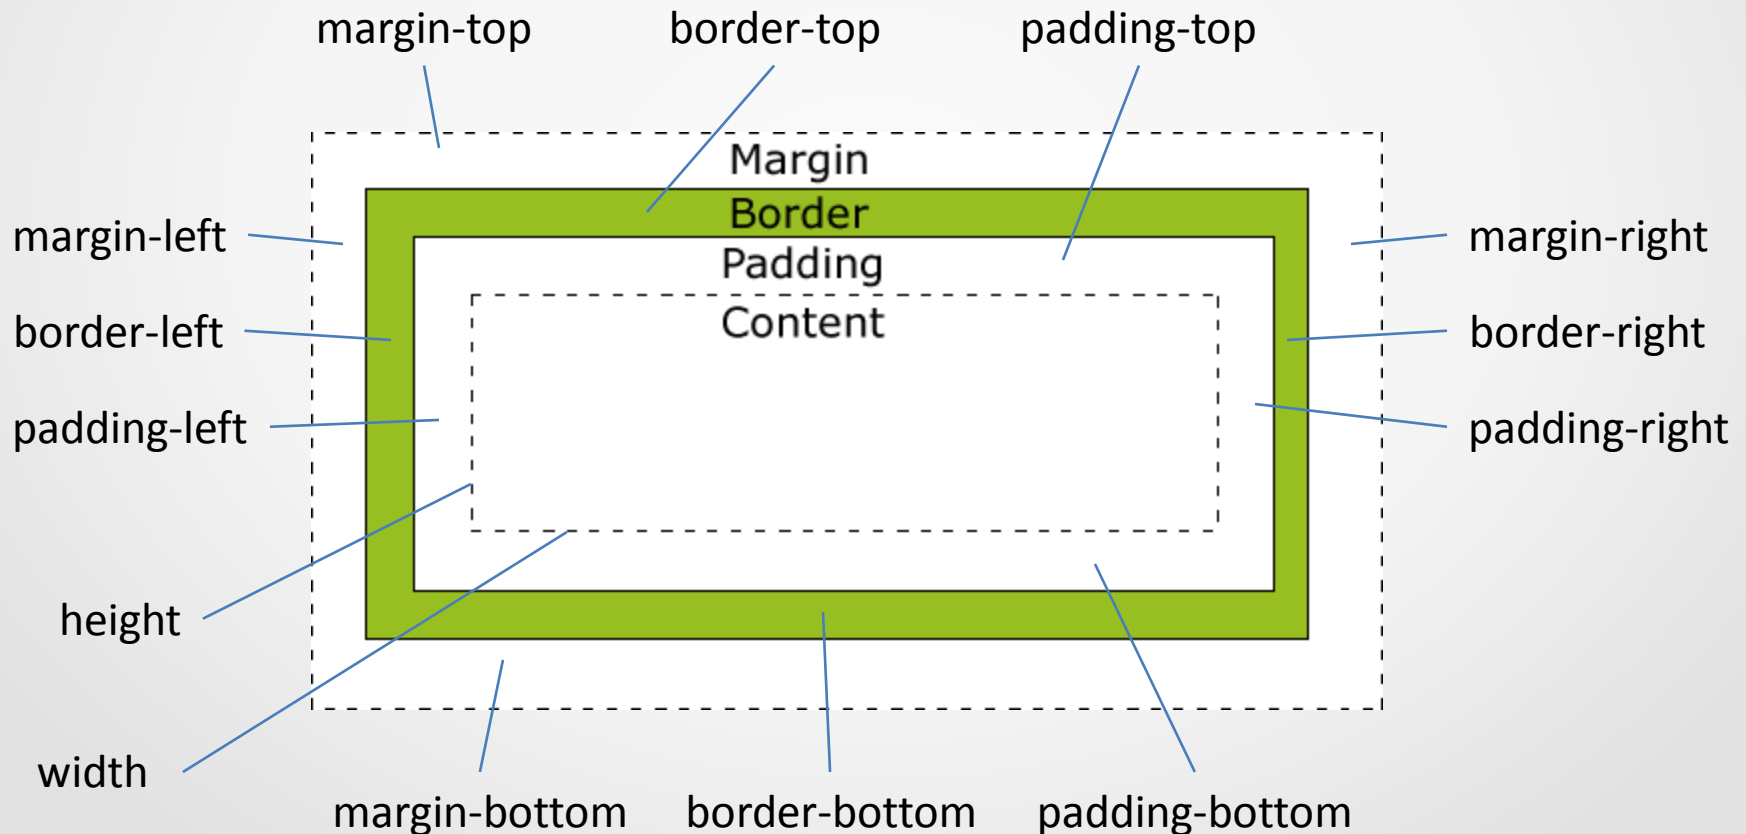 margin-top border-top padding-top
Margin
Border
margin-left margin-right
Padding
Content
border-left border-right
padding-left padding-right
height
width
margin-bottom border-bottom padding-bottom